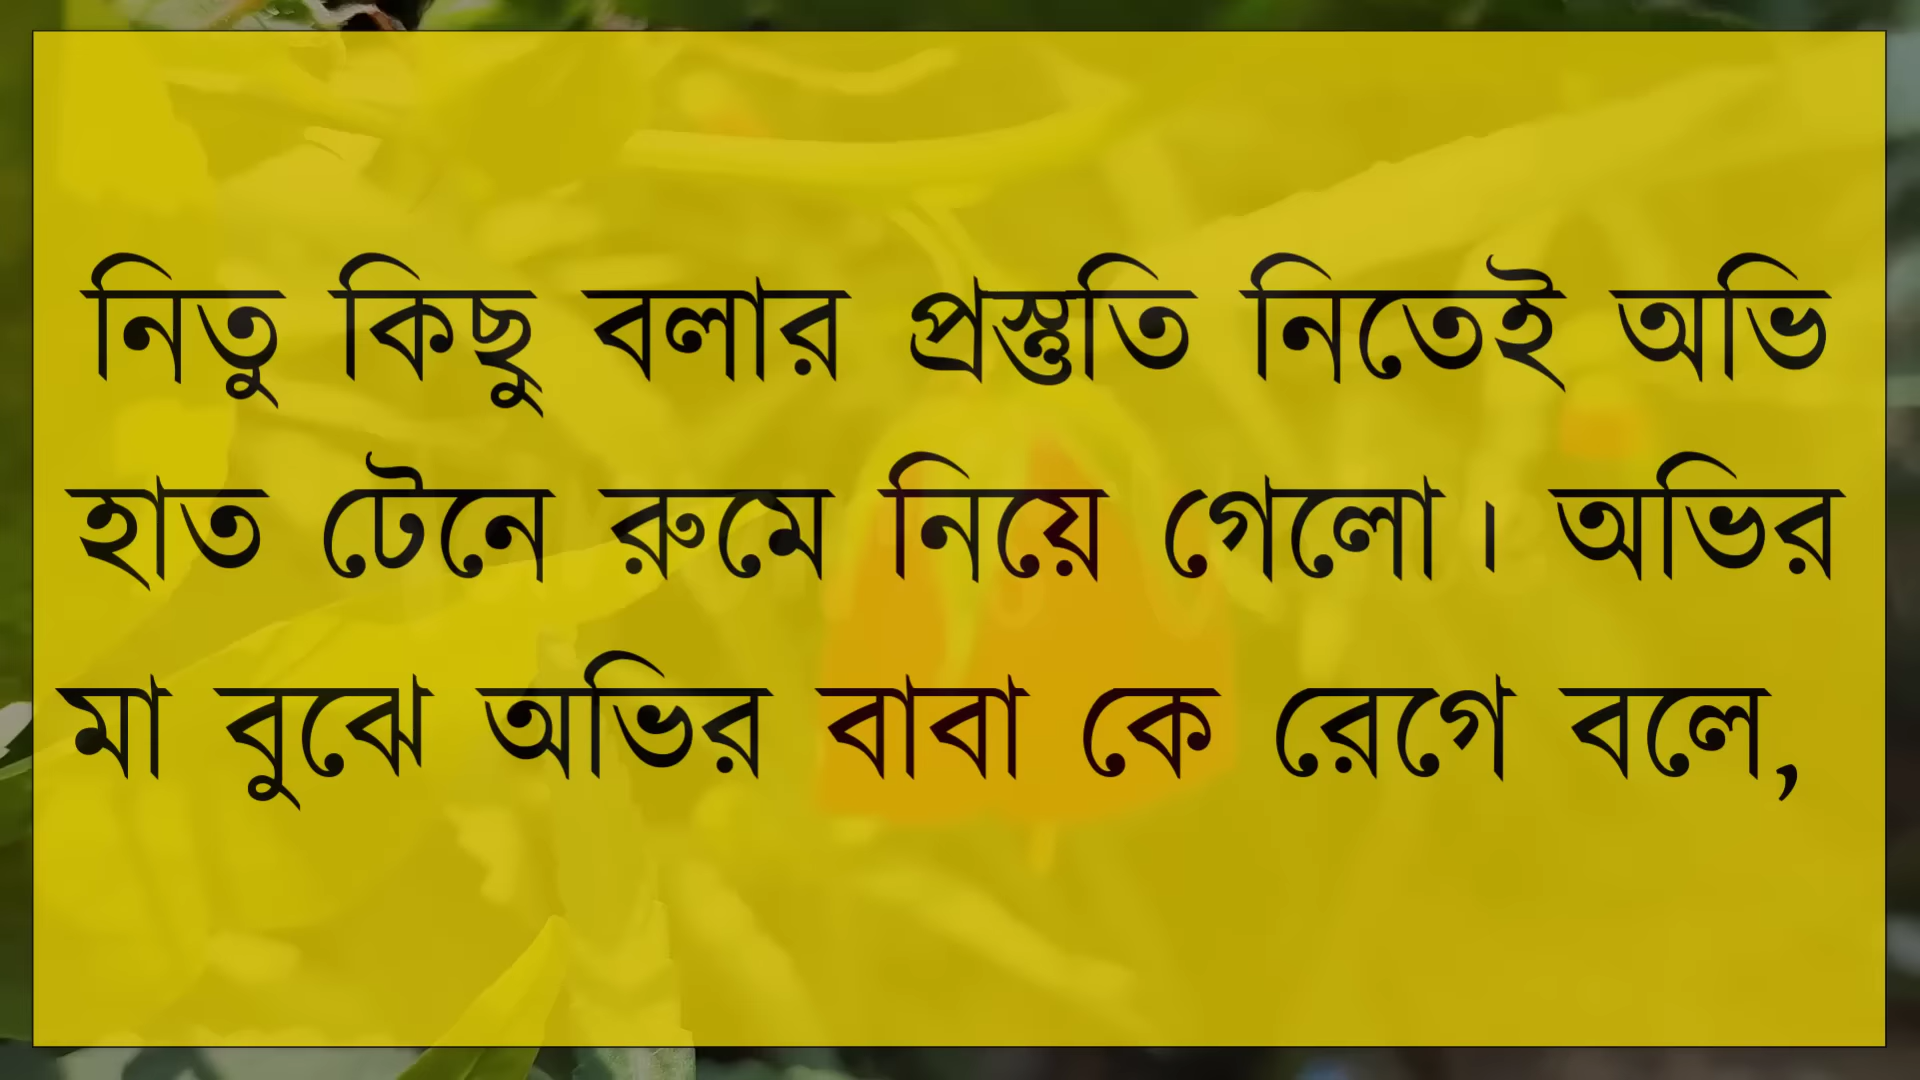 নিতু কিছু বলার প্রস্তুতি নিতেই অভি
হাত টেনে রুমে নিয়ে গেলো। অভির
মা বুঝে অভির বাবা কে রেগে বলে,